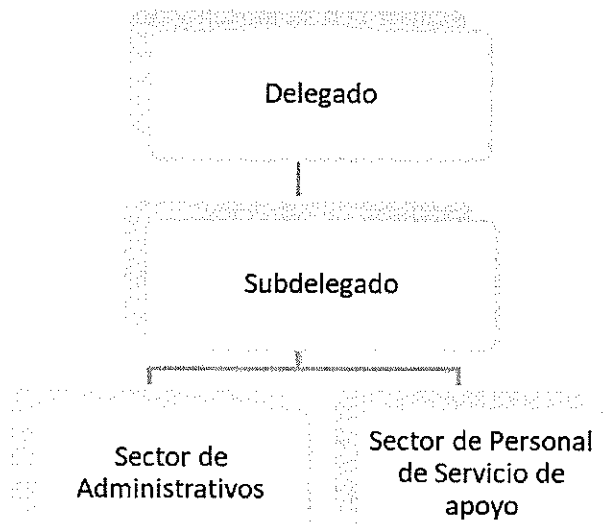 Delegado
Subdelegado
Sector de
Administrativos
Sector de Personal
de Servicio de
apoyo